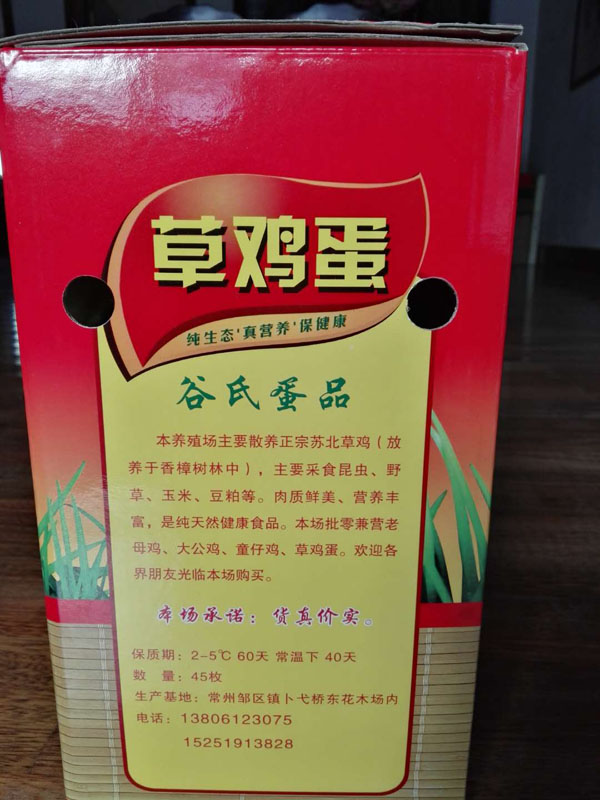 草鸡蛋
纯生态'真营养'保健康
谷氏蛋品
本养殖场主要散养正宗苏北草鸡（放
养于香樟树林中），主要采食昆虫、野
草、玉米、豆粕等。肉质鲜美、营养丰
富，是纯天然健康食品。本场批零兼营老
母鸡、大公鸡、童仔鸡、草鸡蛋。欢迎各
界朋友光临本场购买。
本场承诺：货真价实。
保质期：2-5℃ 60天 常温下 40天
数 量：45枚
生产基地：常州邹区镇卜弋桥东花木场内
电话：13806123075
15251913828